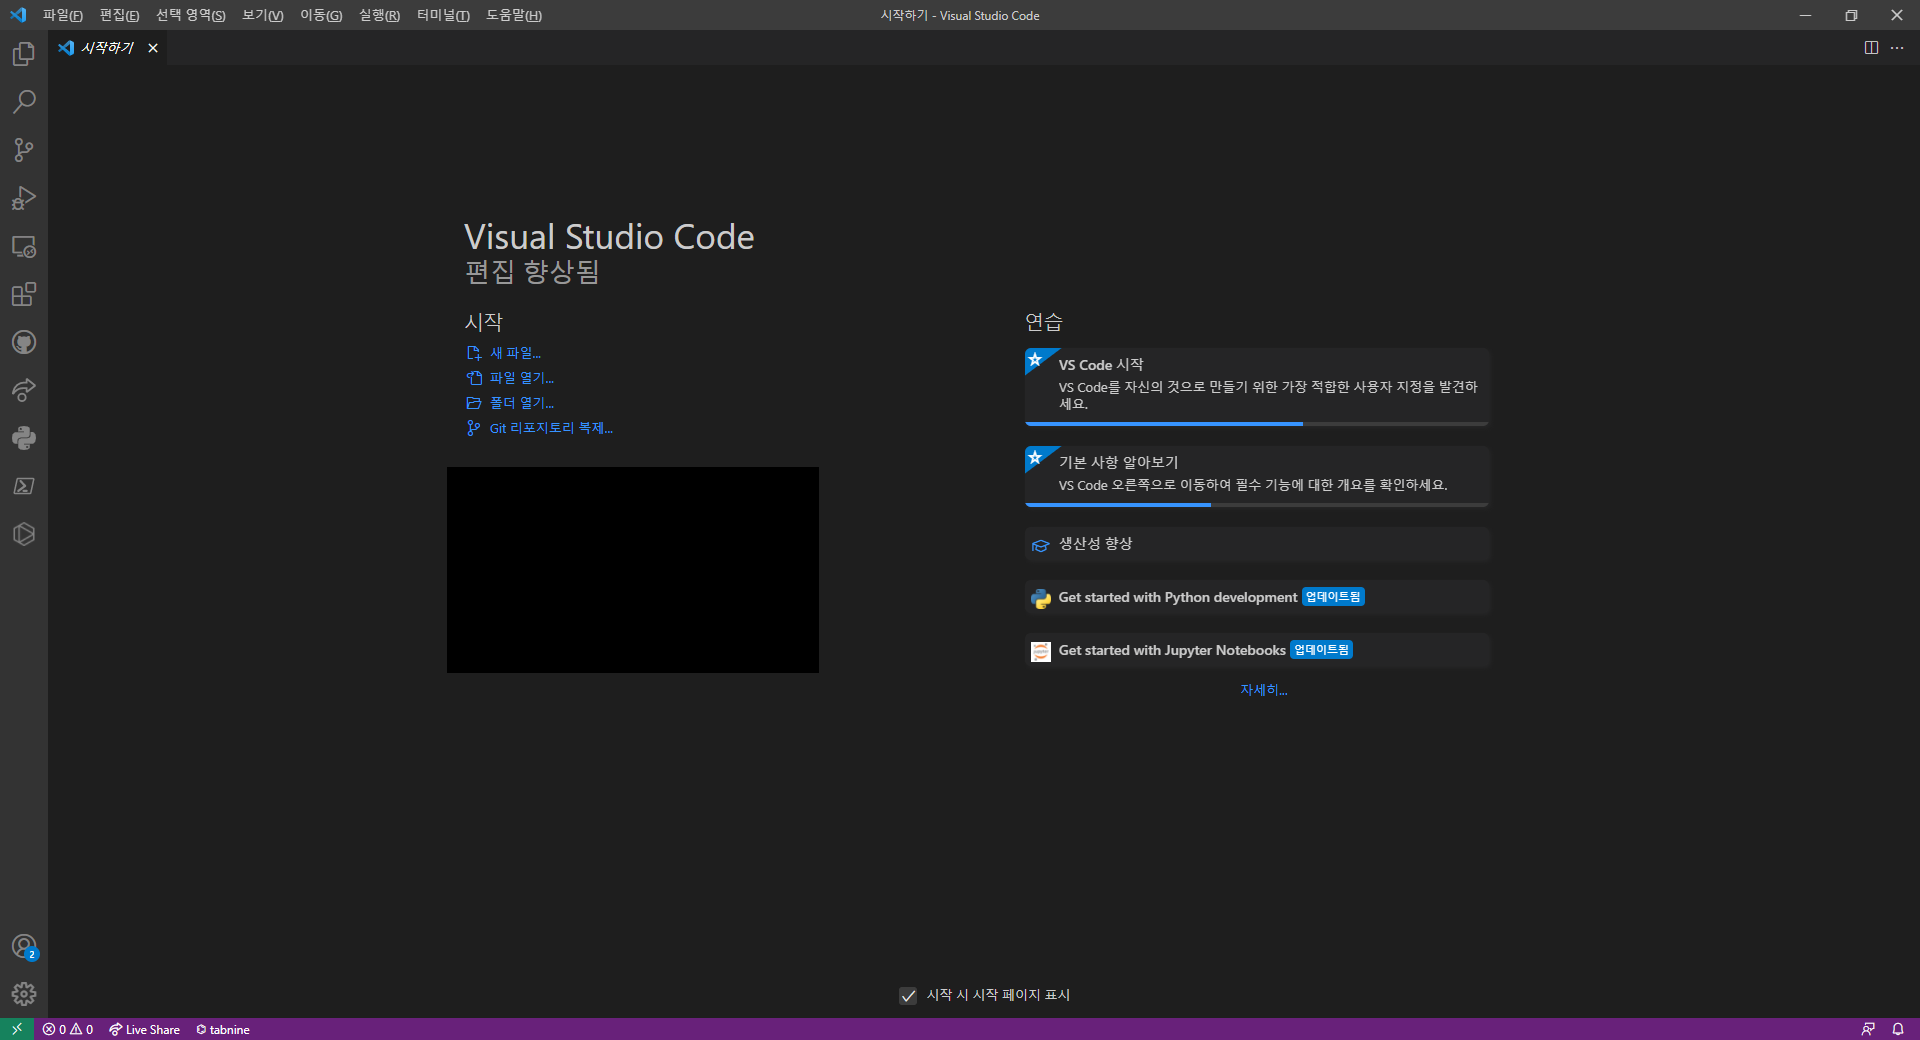 파일(F) 편집(E) 선택 영역(S) 보기(V) 이동(G) 실행(R) 터미널(T) 도움말(H)
시작하기 - Visual Studio Code
시작하기
Visual Studio Code
편집 향상됨
시작
새 파일...
파일 열기...
폴더 열기...
Git 리포지토리 복제...
연습
VS Code 시작
VS Code를 자신의 것으로 만들기 위한 가장 적합한 사용자 지정을 발견하
세요.
기본 사항 알아보기
VS Code 오른쪽으로 이동하여 필수 기능에 대한 개요를 확인하세요.
생산성 향상
Get started with Python development 업데이트됨
Get started with Jupyter Notebooks 업데이트됨
자세히...
시작 시 시작 페이지 표시
2
0 0 Live Share tabnine